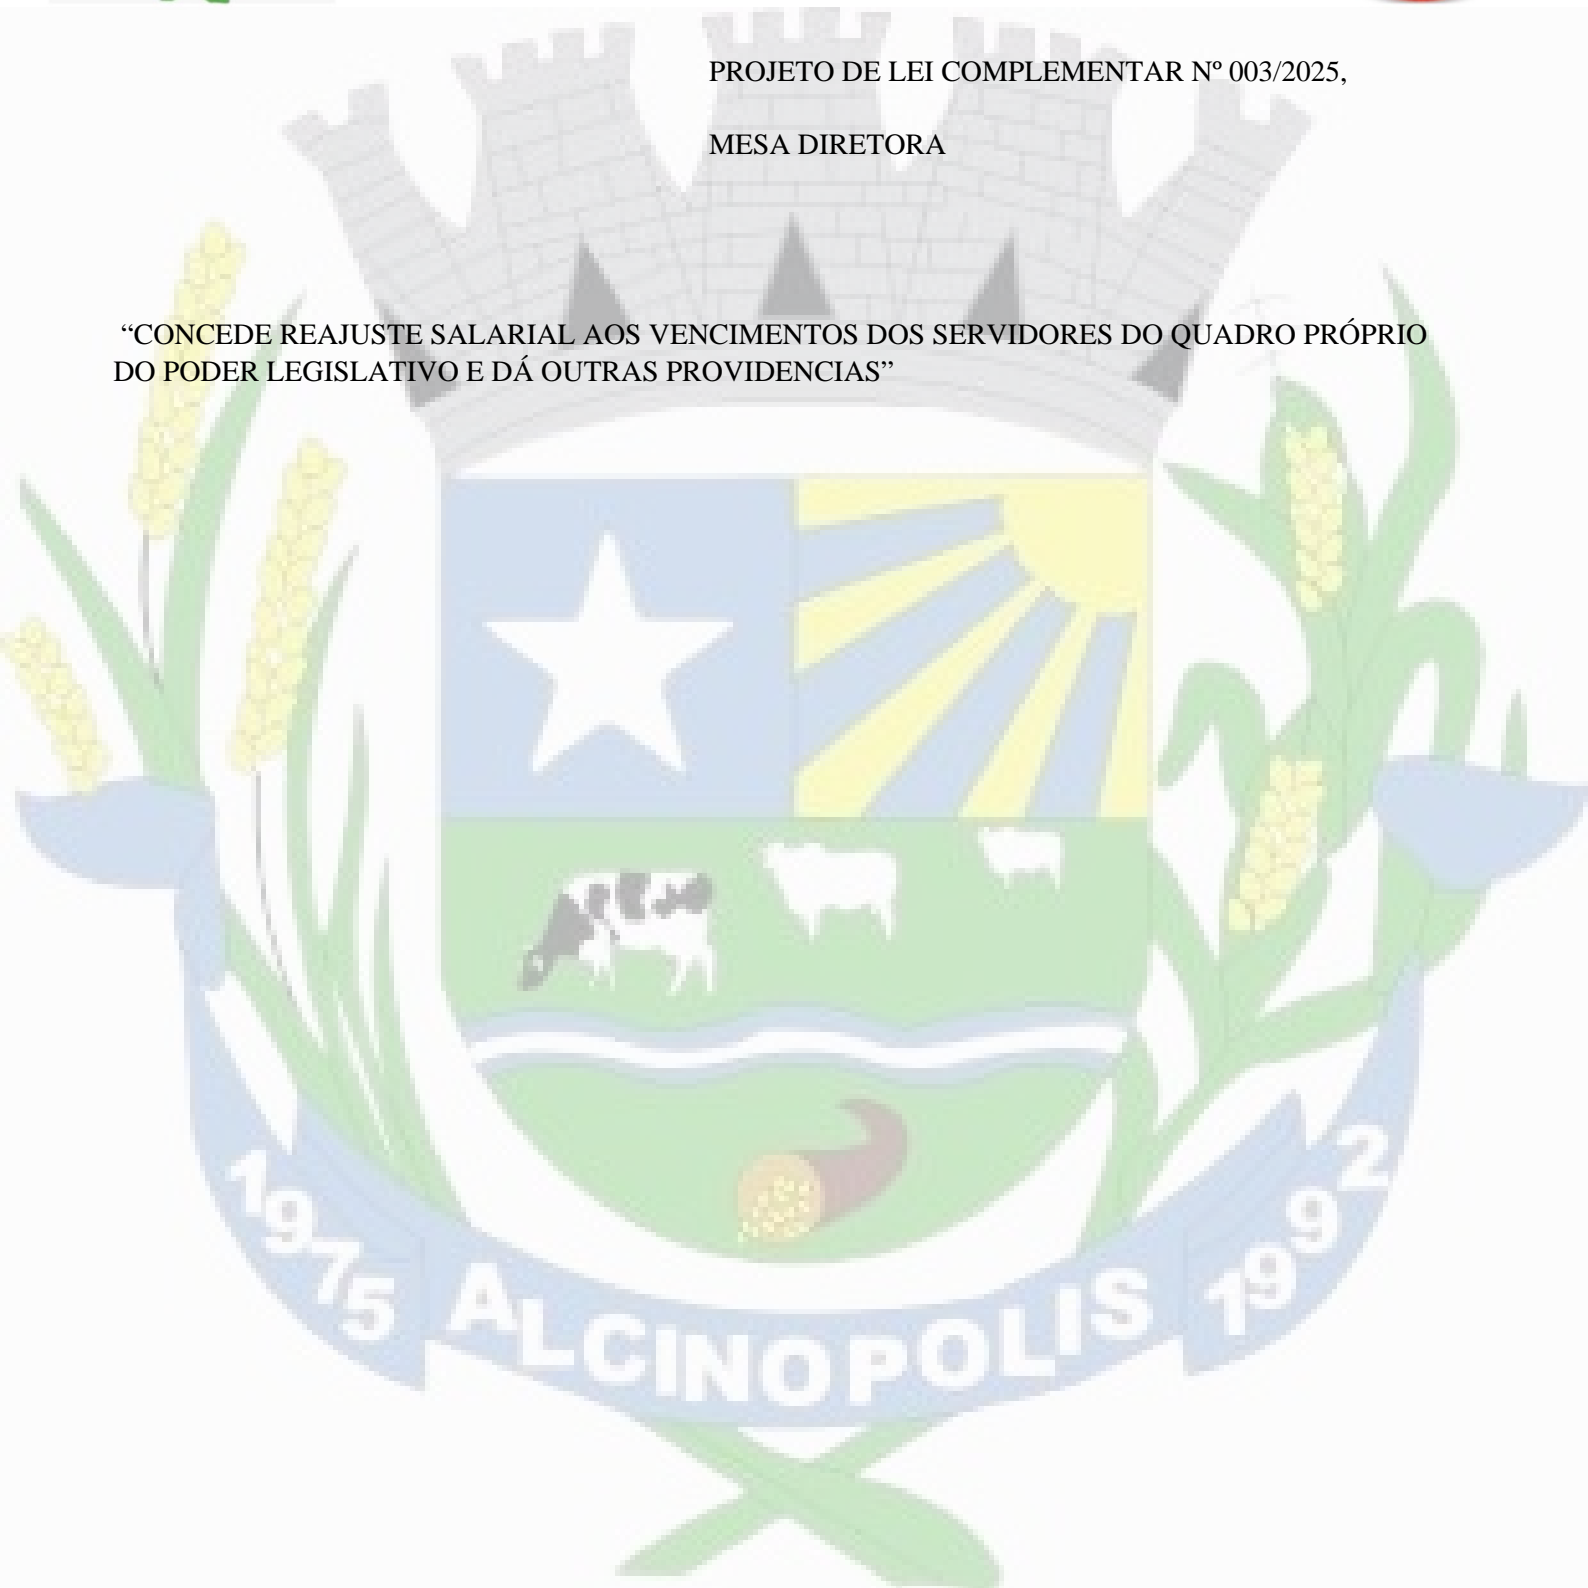 PROJETO DE LEI COMPLEMENTAR Nº 003/2025,
MESA DIRETORA
“CONCEDE REAJUSTE SALARIAL AOS VENCIMENTOS DOS SERVIDORES DO QUADRO PRÓPRIO
DO PODER LEGISLATIVO E DÁ OUTRAS PROVIDENCIAS”
1975 ALCINOPOLIS 1992